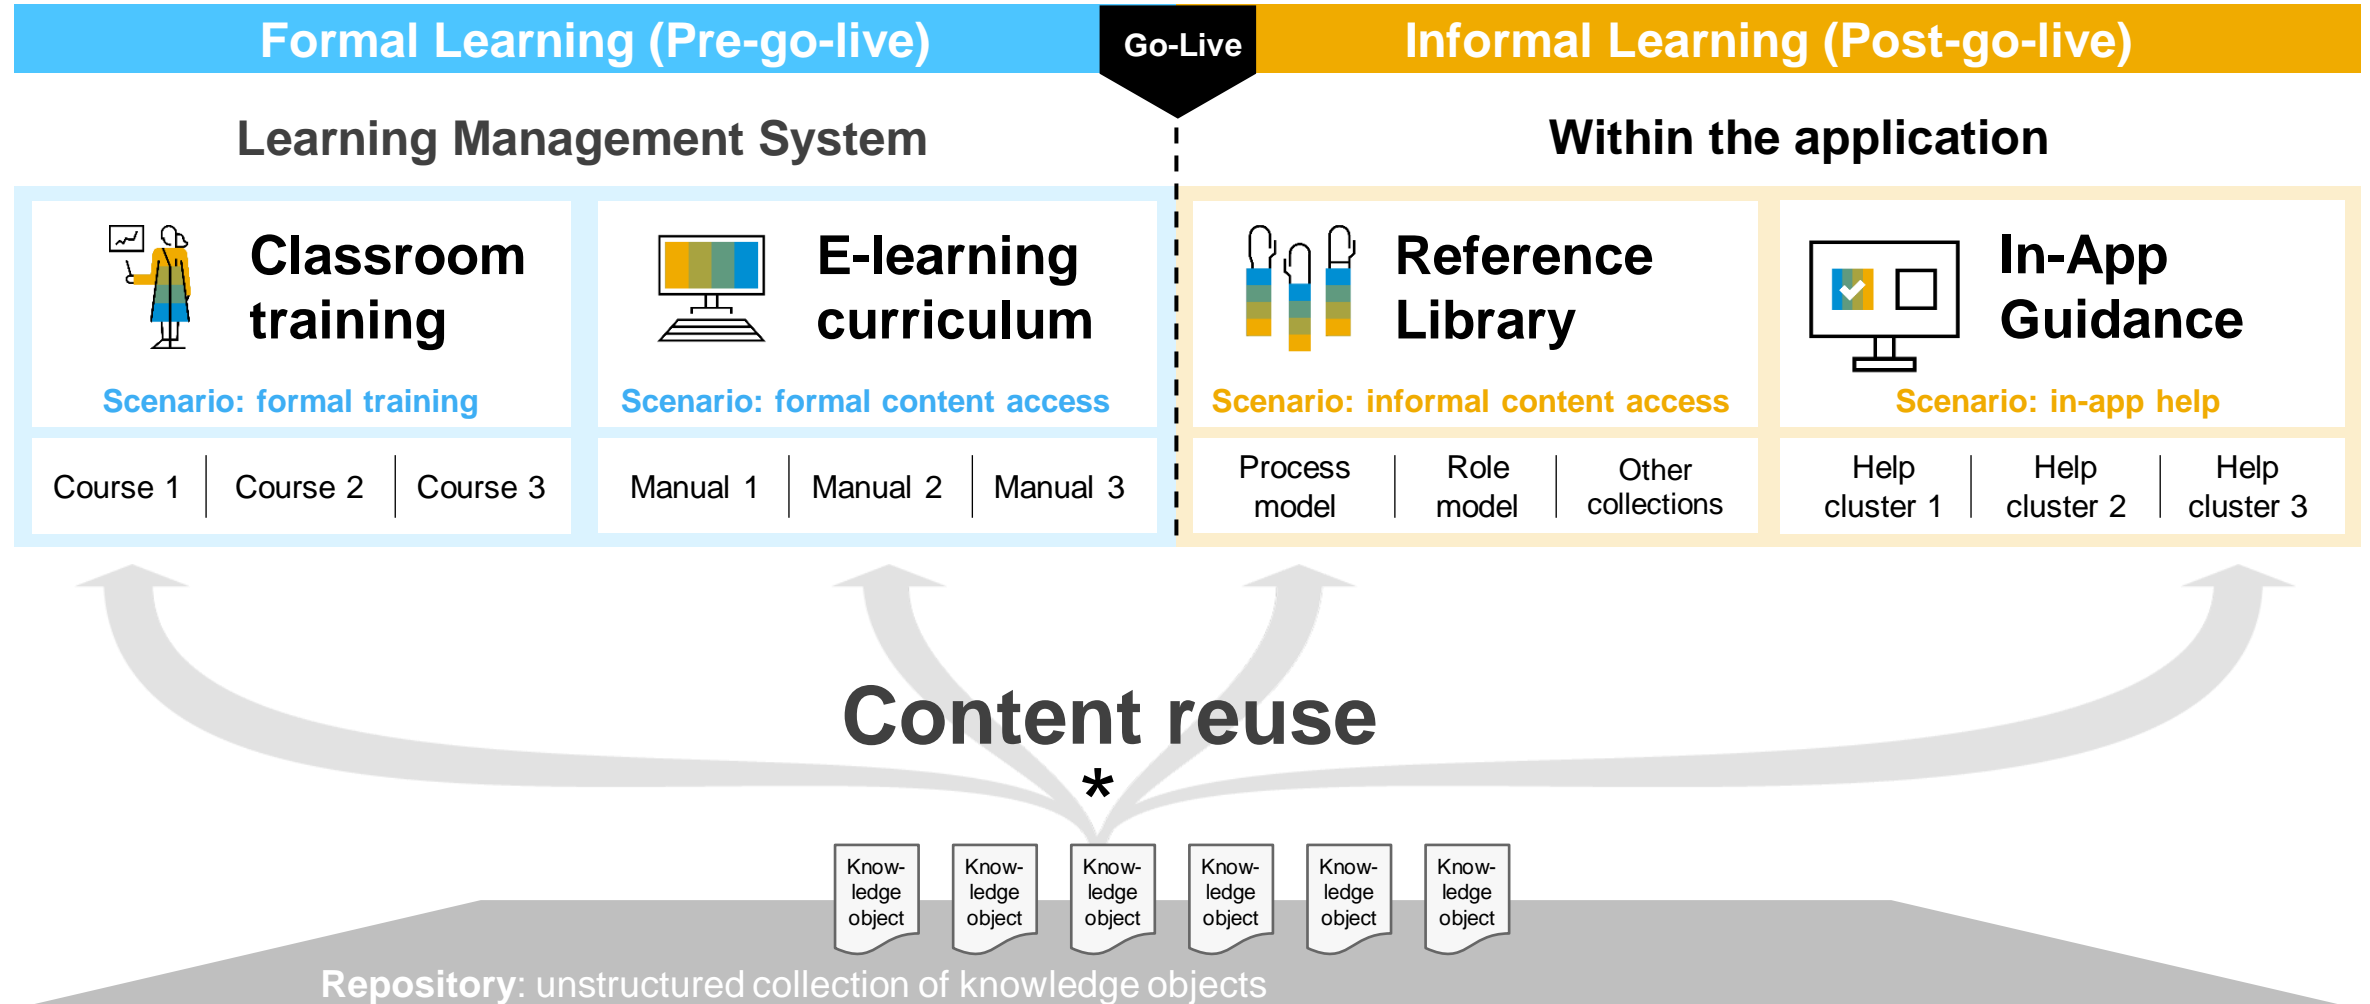 Formal Learning (Pre-go-live)
Go-Live
Informal Learning (Post-go-live)
Learning Management System
Within the application
Classroom
training
Scenario: formal training
Course 1
Course 2
Course 3
E-learning
curriculum
Scenario: formal content access
Manual 1
Manual 2
Manual 3
Reference
Library
Scenario: informal content access
Process
model
Role
model
Other
collections
In-App
Guidance
Scenario: in-app help
Help
cluster 1
Help
cluster 2
Help
cluster 3
Content reuse
*
Know-
ledge
object
Know-
ledge
object
Know-
ledge
object
Know-
ledge
object
Know-
ledge
object
Know-
ledge
object
Repository: unstructured collection of knowledge objects